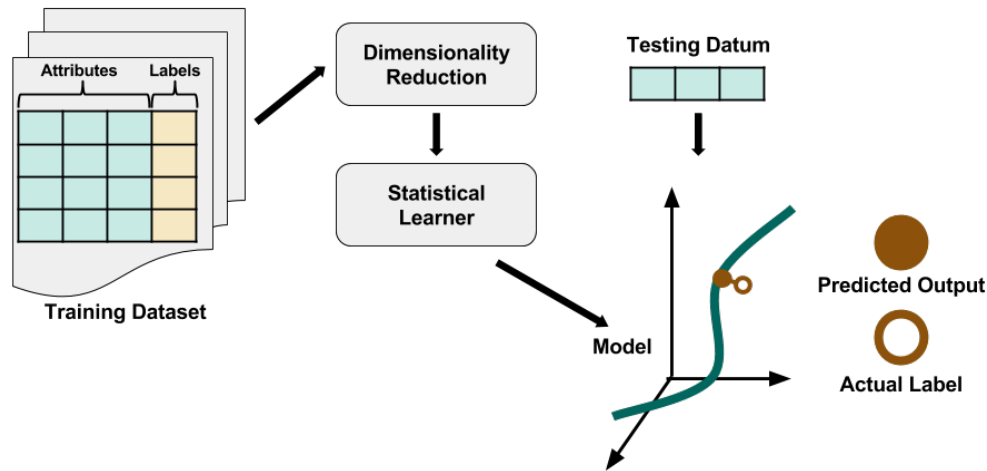 Attributes Labels
Training Dataset
Dimensionality
Reduction
Statistical
Learner
Testing Datum
Model
Predicted Output
Actual Label